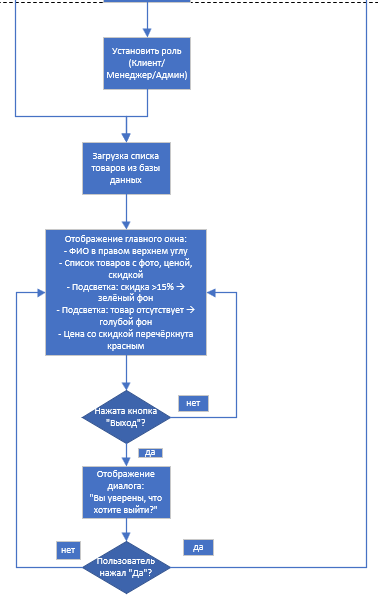 Установить роль
(Клиент/
Менеджер/Админ)
Загрузка списка
товаров из базы
данных
Отображение главного окна:
- ФИО в правом верхнем углу
- Список товаров с фото, ценой,
скидкой
- Подсветка: скидка >15% →
зелёный фон
- Подсветка: товар отсутствует →
голубой фон
- Цена со скидкой перечёркнута
красным
Нажата кнопка
"Выход"?
нет
да
Отображение
диалога:
"Вы уверены, что
хотите выйти?"
нет
Пользователь
нажал "Да"?
да